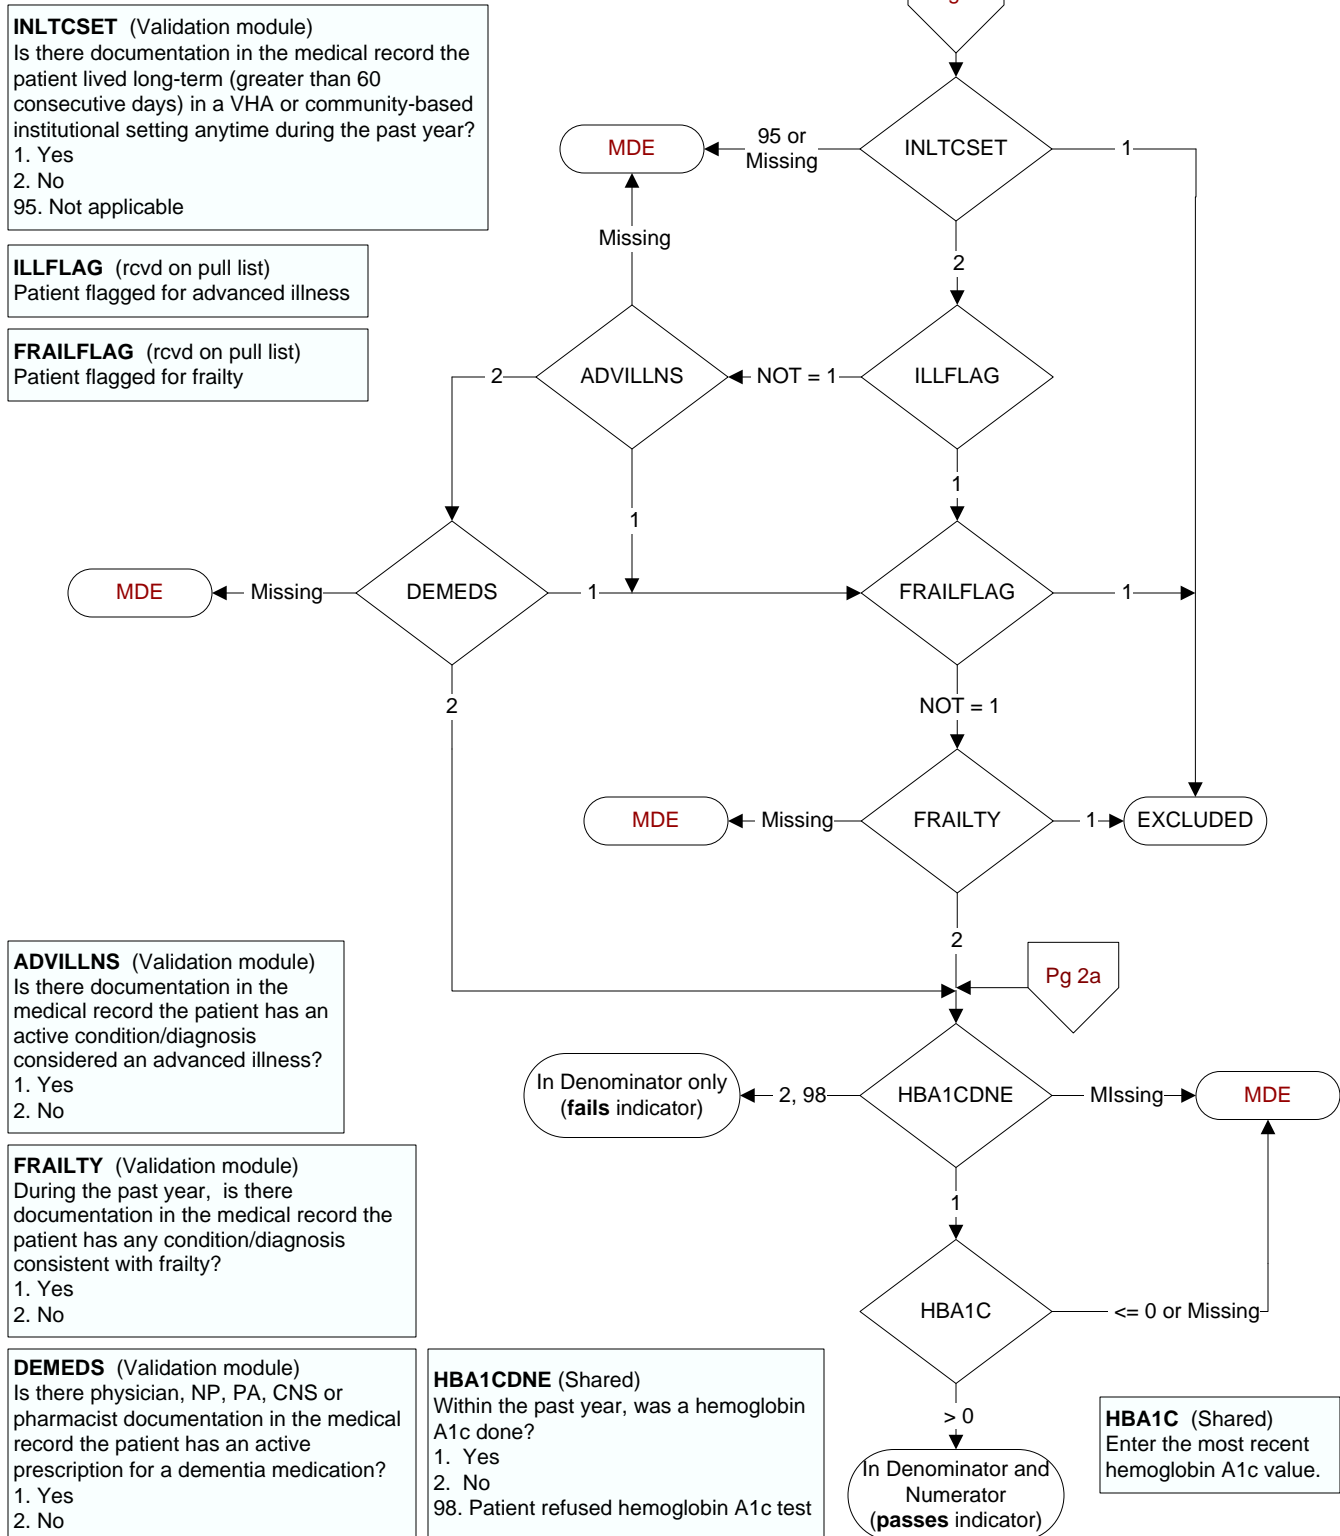 INLTCSET (Validation module)
Is there documentation in the medical record the
patient lived long-term (greater than 60
consecutive days) in a VHA or community-based
institutional setting anytime during the past year?
1. Yes
2. No
95. Not applicable
ILLFLAG (rcvd on pull list)
Patient flagged for advanced illness
FRAILFLAG (rcvd on pull list)
Patient flagged for frailty
MDE
95 or
Missing
INLTCSET
1
Missing
2
2
ADVILLNS
NOT = 1
ILLFLAG
1
1
MDE
Missing
DEMEDS
1
FRAILFLAG
1
2
NOT = 1
MDE
Missing
FRAILTY
1
EXCLUDED
2
Pg 2a
ADVILLNS (Validation module)
Is there documentation in the
medical record the patient has an
active condition/diagnosis
considered an advanced illness?
1. Yes
2. No
In Denominator only
(fails indicator)
2, 98
HBA1CDNE
MIssing
MDE
FRAILTY (Validation module)
During the past year, is there
documentation in the medical record the
patient has any condition/diagnosis
consistent with frailty?
1. Yes
2. No
1
HBA1C
<= 0 or Missing
DEMEDS (Validation module)
Is there physician, NP, PA, CNS or
pharmacist documentation in the medical
record the patient has an active
prescription for a dementia medication?
1. Yes
2. No
HBA1CDNE (Shared)
Within the past year, was a hemoglobin
A1c done?
1. Yes
2. No
98. Patient refused hemoglobin A1c test
> 0
In Denominator and
Numerator
(passes indicator)
HBA1C (Shared)
Enter the most recent
hemoglobin A1c value.